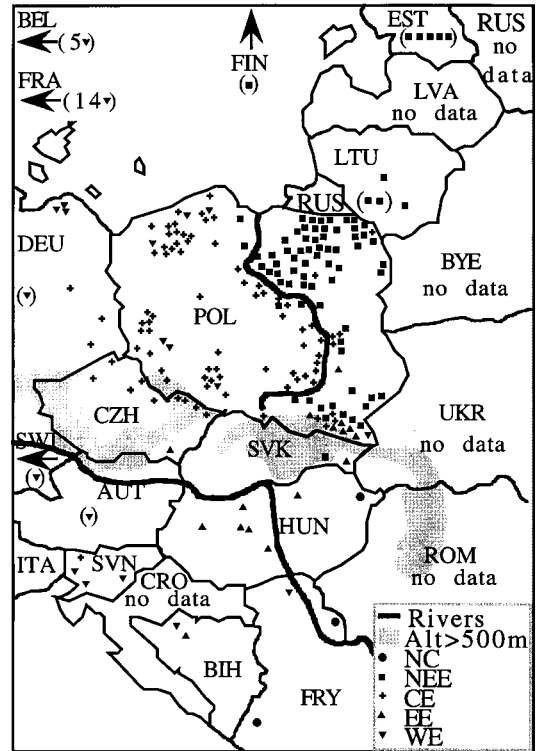 BEL
(5▾)
FRA
(14▾)
FIN
(▪)
EST
(▪▪▪▪▪)
RUS
no
data
LVA
no data
LTU
(▪▪)
RUS
DEU
(▾)
BYE
no data
POL
CZH
SVK
UKR
no data
SWI
(▾)
AUT
(▾)
HUN
ROM
no data
ITA
SVN
CRO
no data
BIH
FRY
Rivers
Alt>500m
NC
NEE
CE
EE
WE